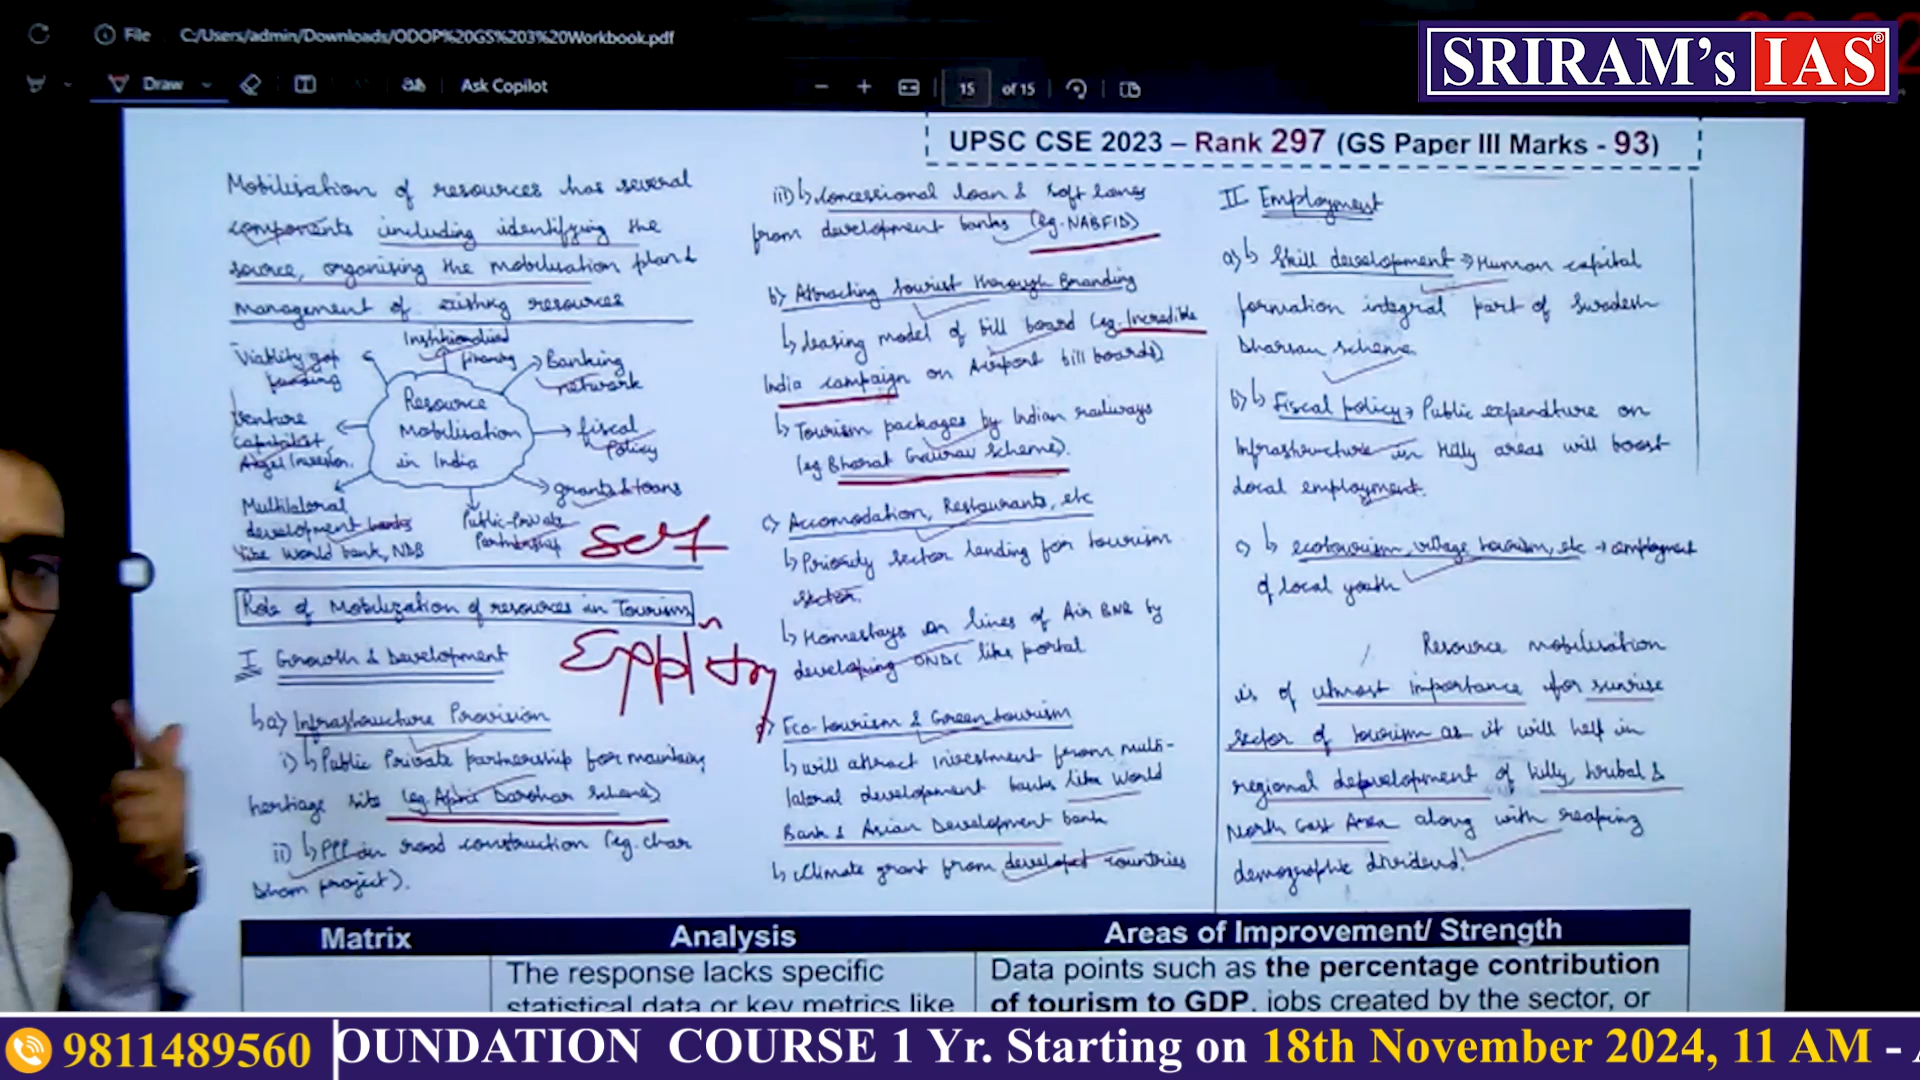 File C:/Users/admin/Downloads/ODOP%20GS%203%20Workbook.pdf
Draw Ask Copilot 15 of 15
SRIRAM's IAS®
UPSC CSE 2023 – Rank 297 (GS Paper III Marks - 93)
Mobilisation of resources has several
components including identifying the
source, organising the mobilisation plan &
management of existing resources
Institutionalised
financing
Viability gap
funding
Banking
network
Resource
Mobilisation
in India
Venture
capitalist
Angel Investor.
fiscal
Policy
grants & loans
Multilateral
development banks
like World bank, NDB
Public-Private
Partnership
Self
Role of Mobilization of resources in Tourism
I Growth & Development
a) Infrastructure Provision
i) Public Private partnership for maintaing
heritage site
ii) PPP in road construction (eg. char
Dham project).
iii) Concessional loan & soft loans
from development banks (eg. NABFID)
b) Attracting tourist through Branding
leasing model of bill board (eg. Incredible
India campaign on Airport bill boards)
Tourism packages by Indian railways
(eg Bharat Gaurav Scheme).
c) Accomodation, Restaurants, etc
Priority sector lending for tourism
sector.
Homestays on lines of Air BNB by
developing ONDC like portal
Eco-tourism & Green tourism
will attract investment from multi-
lateral development banks like World
Bank & Asian Development bank
Climate grant from countries
II Employment
a) Skill development → Human capital
formation integral part of Swadesh
Dharsan scheme.
b) Fiscal policy → Public expenditure on
Infrastructure in Hilly areas will boost
local employment.
c) ecotourism, village tourism, etc → employment
of local youth
Resource mobilisation
is of utmost importance for sunrise
sector of tourism as it will help in
regional development of hilly, tribal &
North East Area along with reaping
demographic dividend.
Matrix Analysis Areas of Improvement/ Strength
The response lacks specific
statistical data or key metrics like
Data points such as the percentage contribution
of tourism to GDP, jobs created by the sector, or
9811489560 OUNDATION COURSE 1 Yr. Starting on 18th November 2024, 11 AM -